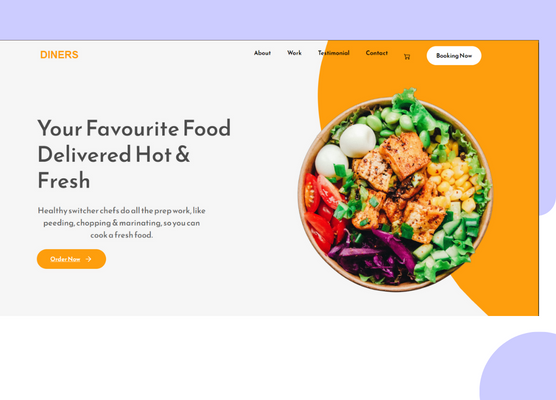 DINERS
About Work Testimonial Contact Booking Now
Your Favourite Food
Delivered Hot &
Fresh
Healthy switcher chefs do all the prep work, like
peeding, chopping & marinating, so you can
cook a fresh food.
Order Now